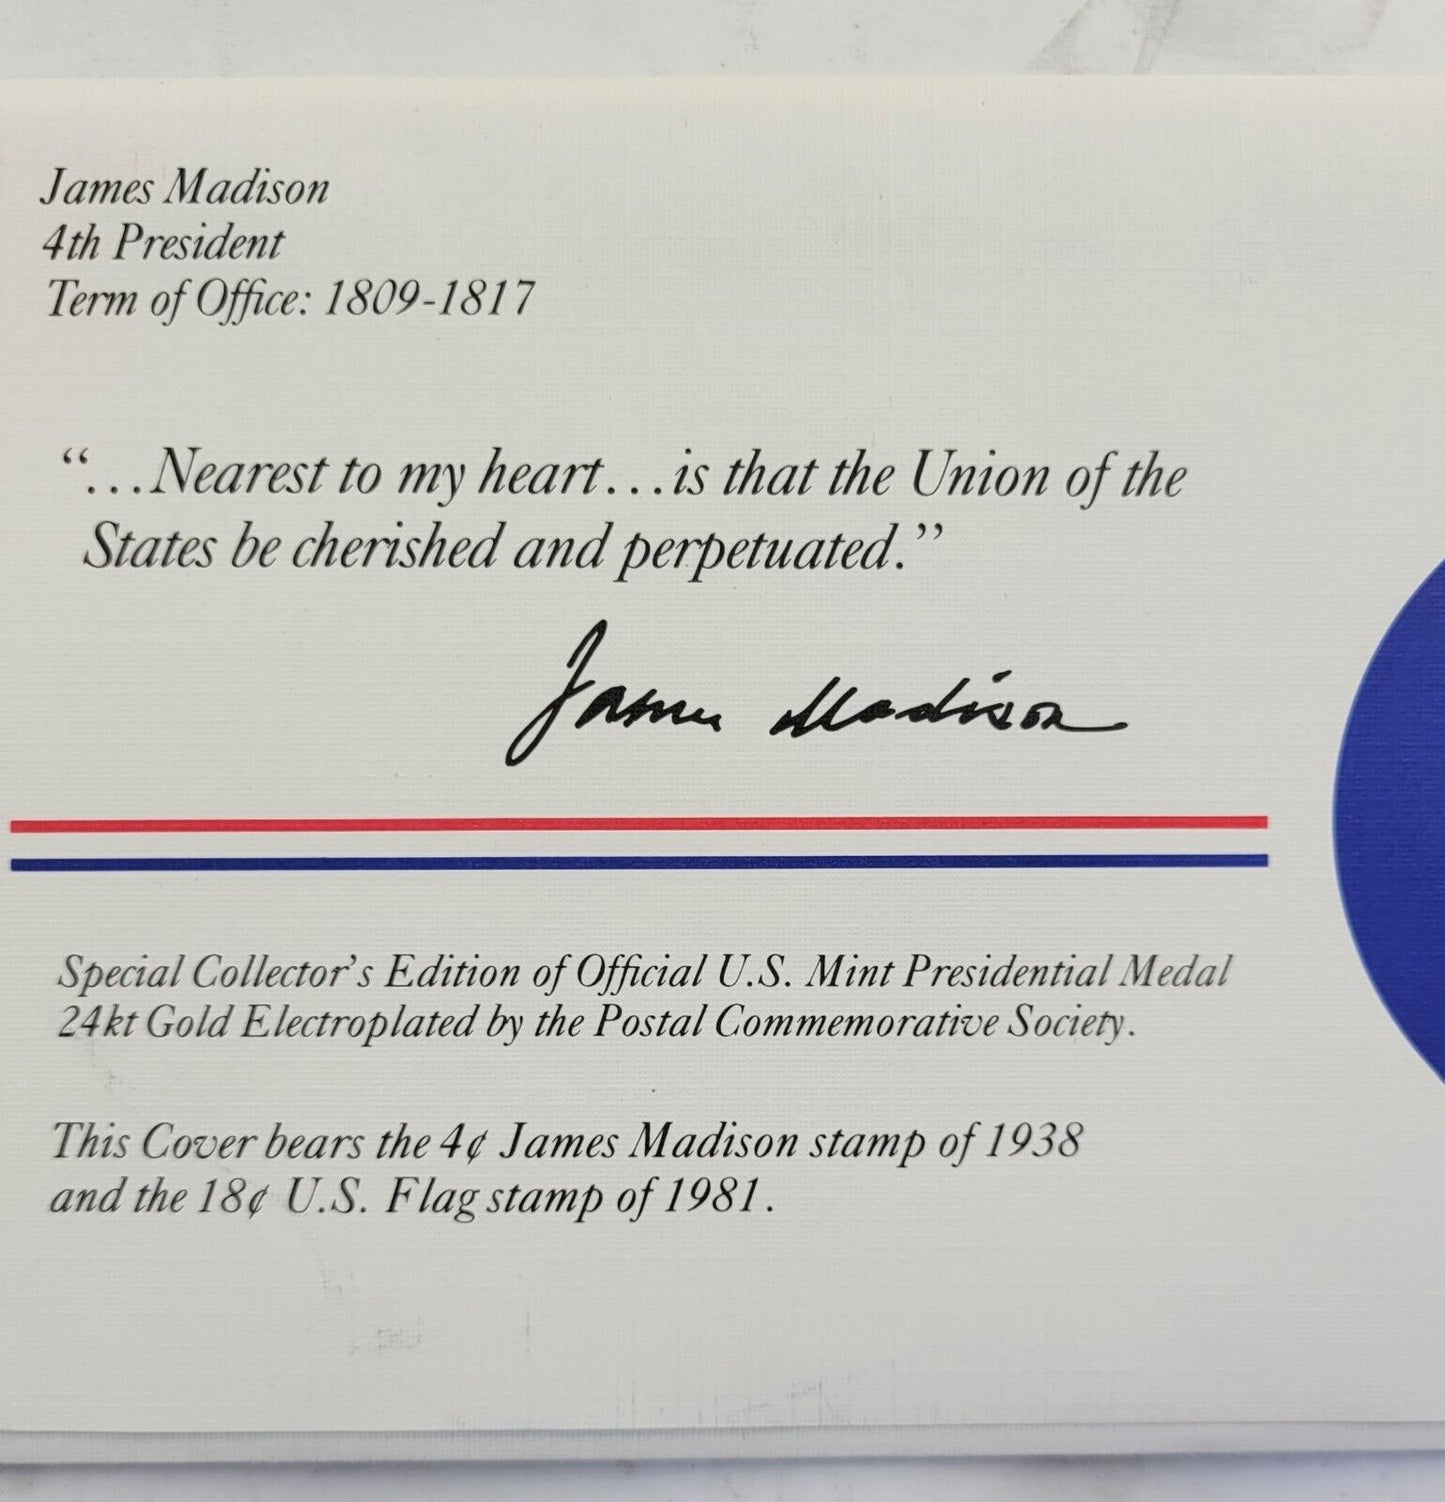 James Madison
4th President
Term of Office: 1809-1817
“...Nearest to my heart...is that the Union of the
States be cherished and perpetuated.”
James Madison
Special Collector's Edition of Official U.S. Mint Presidential Medal
24kt Gold Electroplated by the Postal Commemorative Society.
This Cover bears the 4¢ James Madison stamp of 1938
and the 18¢ U.S. Flag stamp of 1981.